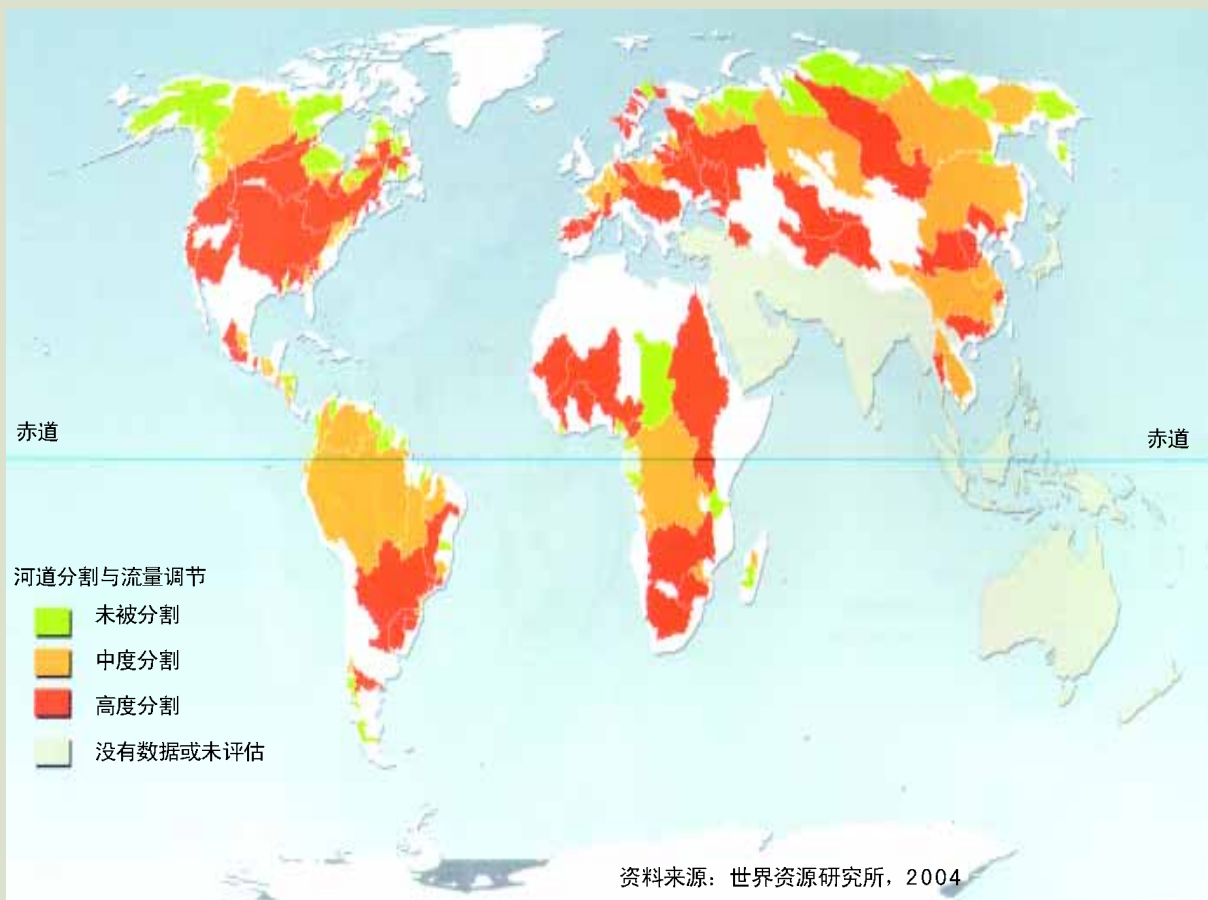 赤道
赤道
河道分割与流量调节
未被分割
中度分割
高度分割
没有数据或未评估
资料来源：世界资源研究所，2004